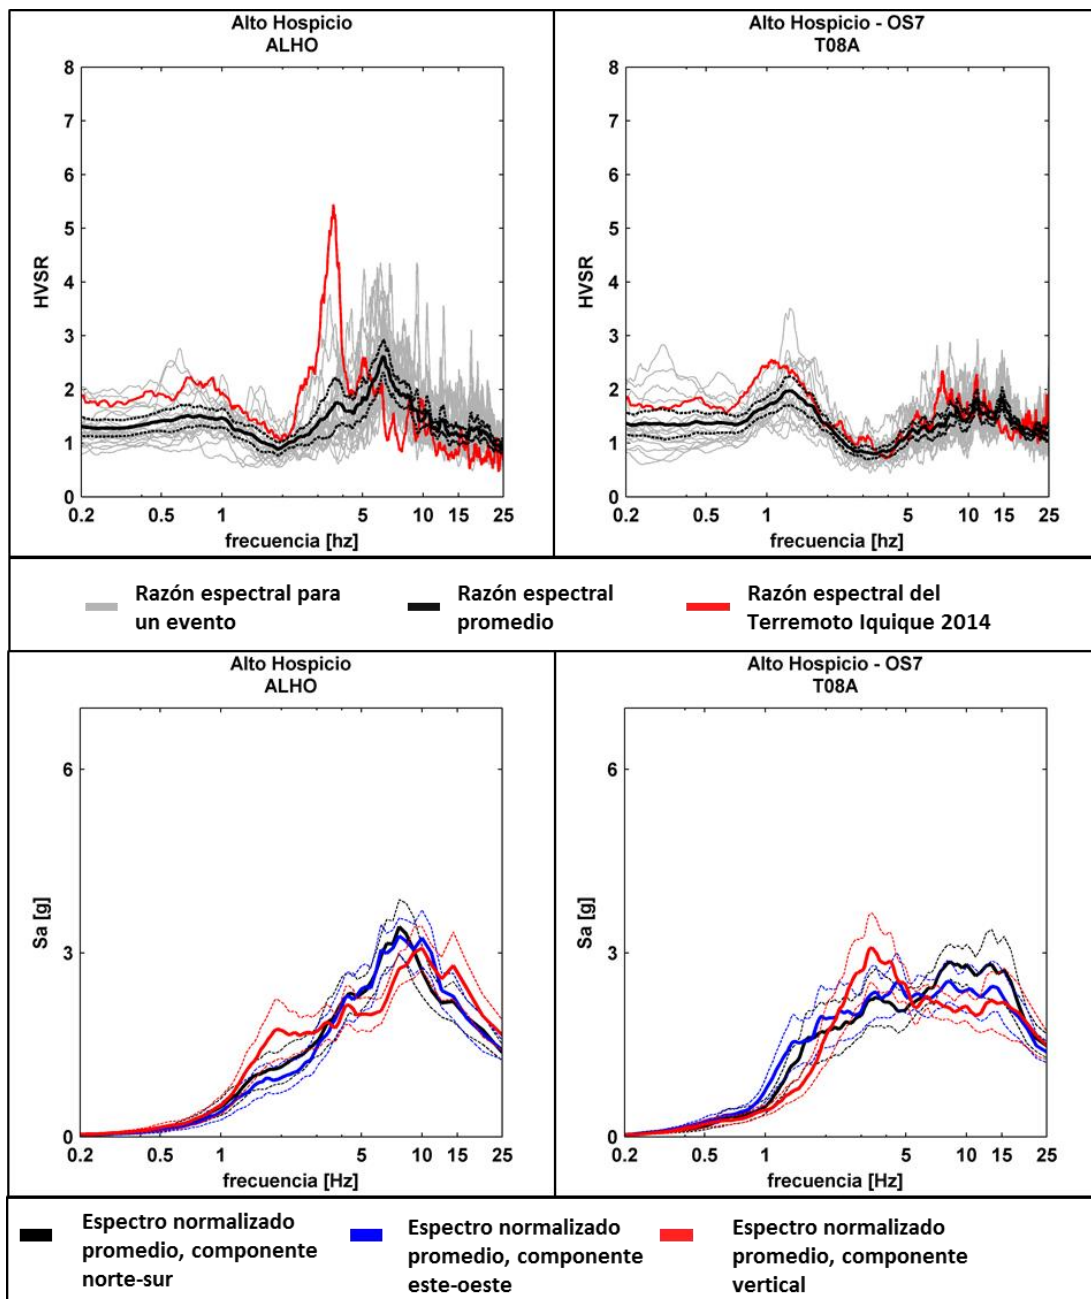 Alto Hospicio
ALHO
8
7
6
5
4
3
2
1
0
HVSR
0.2 0.5 1 5 10 15 25
frecuencia [hz]
Alto Hospicio - OS7
T08A
8
7
6
5
4
3
2
1
0
HVSR
0.2 0.5 1 5 10 15 25
frecuencia [hz]
Razón espectral para
un evento
Razón espectral
promedio
Razón espectral del
Terremoto Iquique 2014
Alto Hospicio
ALHO
6
3
0
Sa [g]
0.2 0.5 1 5 10 15 25
frecuencia [Hz]
Alto Hospicio - OS7
T08A
6
3
0
Sa [g]
0.2 0.5 1 5 10 15 25
frecuencia [Hz]
Espectro normalizado
promedio, componente
norte-sur
Espectro normalizado
promedio, componente
este-oeste
Espectro normalizado
promedio, componente
vertical